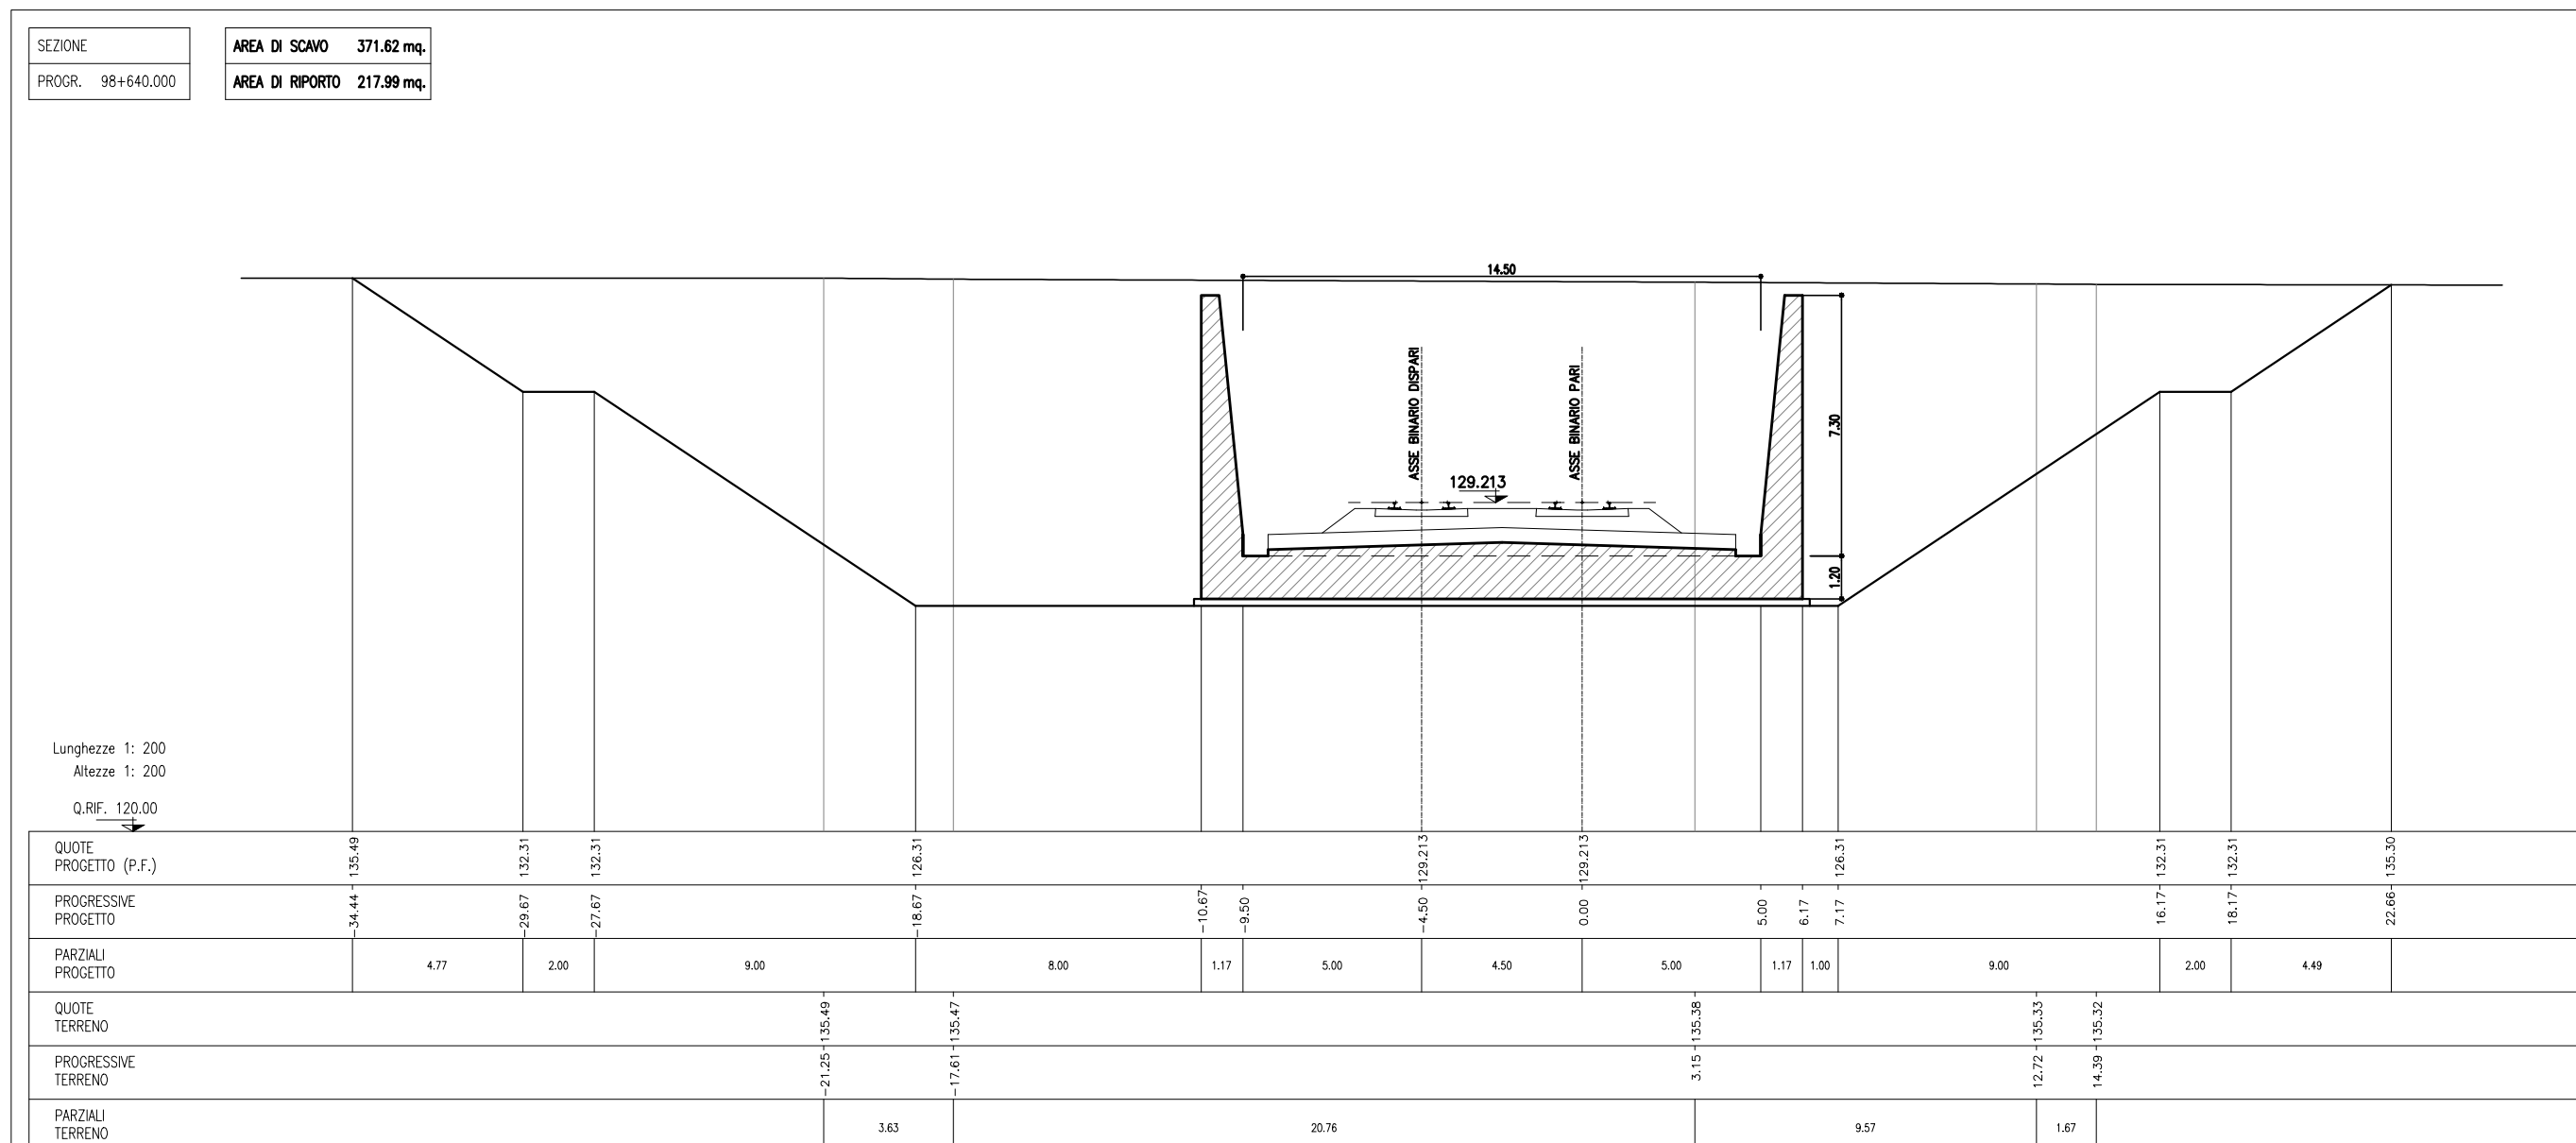 SEZIONE
PROGR. 98+640.000
AREA DI SCAVO 371.62 mq.
AREA DI RIPORTO 217.99 mq.
14.50
ASSE BINARIO DISPARI
ASSE BINARIO PARI
7.30
129.213
1.20
Lunghezze 1: 200
Altezze 1: 200
Q.RIF. 120.00
QUOTE
PROGETTO (P.F.)
135.49 132.31 132.31 126.31 129.213 129.213 126.31 132.31 132.31 135.30
PROGRESSIVE
PROGETTO
-34.44 -29.67 -27.67 -18.67 -10.67 -9.50 -4.50 0.00 5.00 6.17 7.17 16.17 18.17 22.66
PARZIALI
PROGETTO
4.77 2.00 9.00 8.00 1.17 5.00 4.50 5.00 1.17 1.00 9.00 2.00 4.49
QUOTE
TERRENO
135.49 135.47 135.38 135.33 135.32
PROGRESSIVE
TERRENO
-21.25 -17.61 3.15 12.72 14.39
PARZIALI
TERRENO
3.63 20.76 9.57 1.67